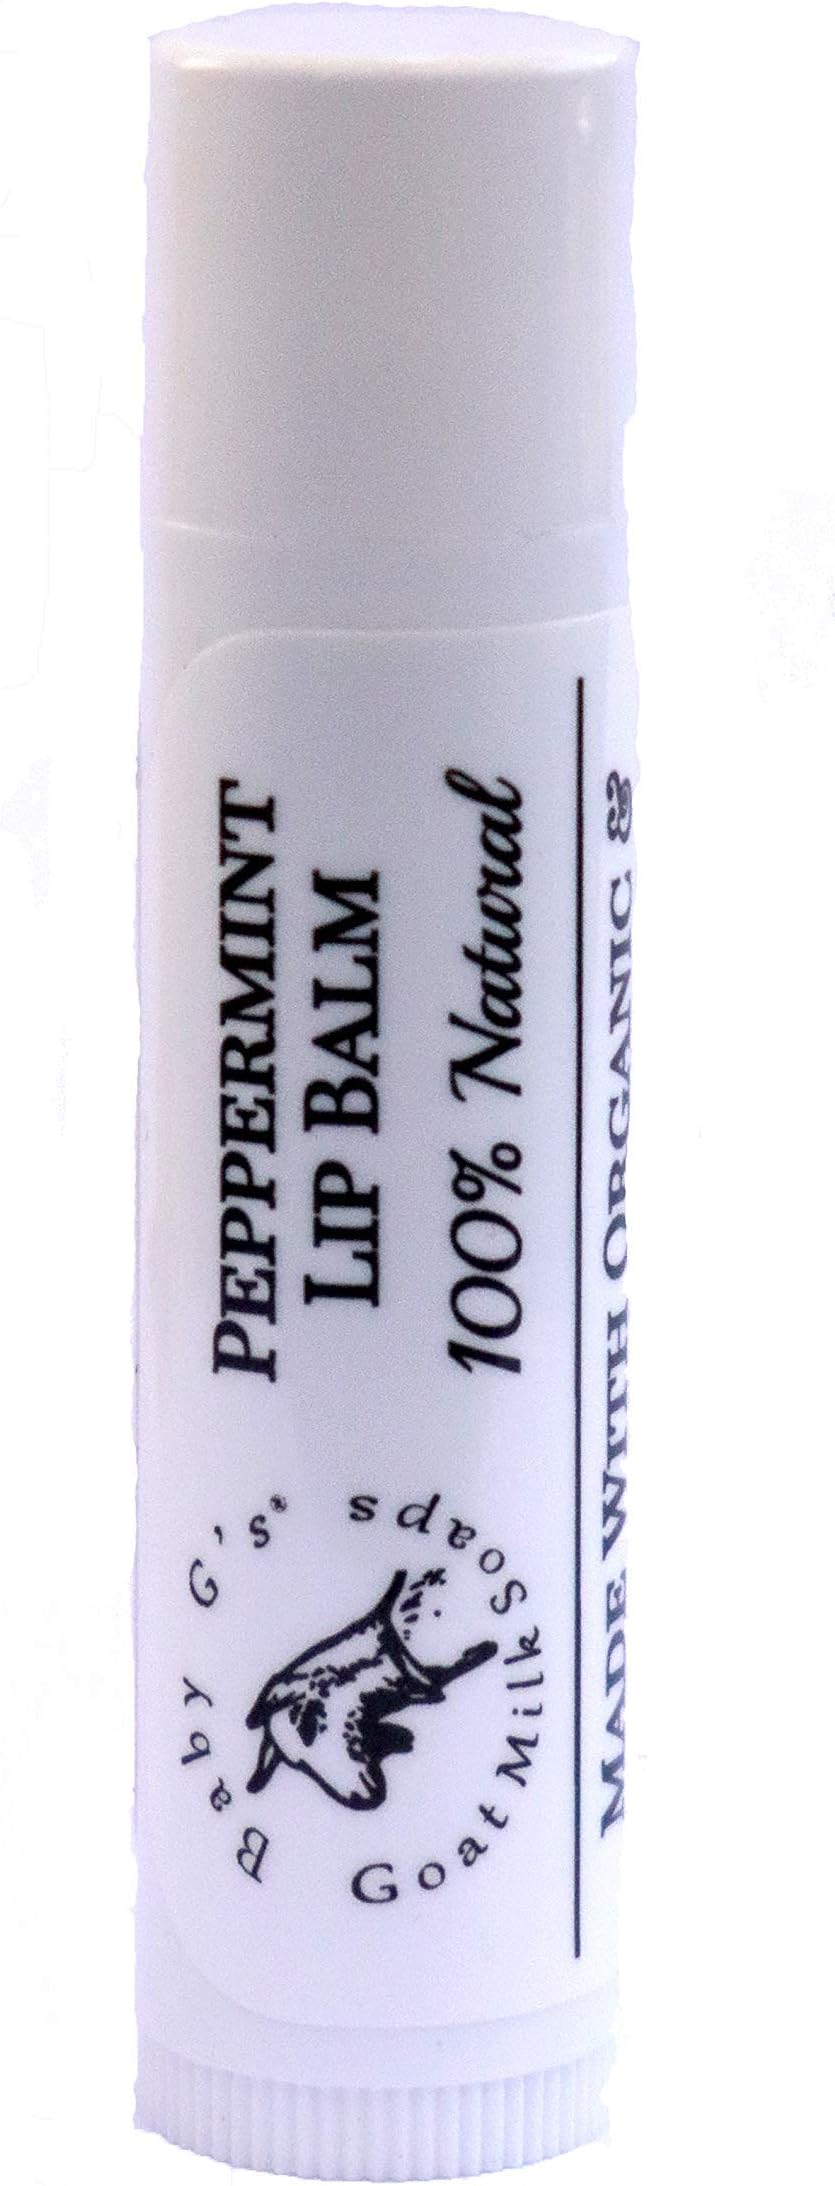 Baby G's®
Goat Milk Soaps
PEPPERMINT
LIP BALM
100% Natural
MADE WITH ORGANIC &